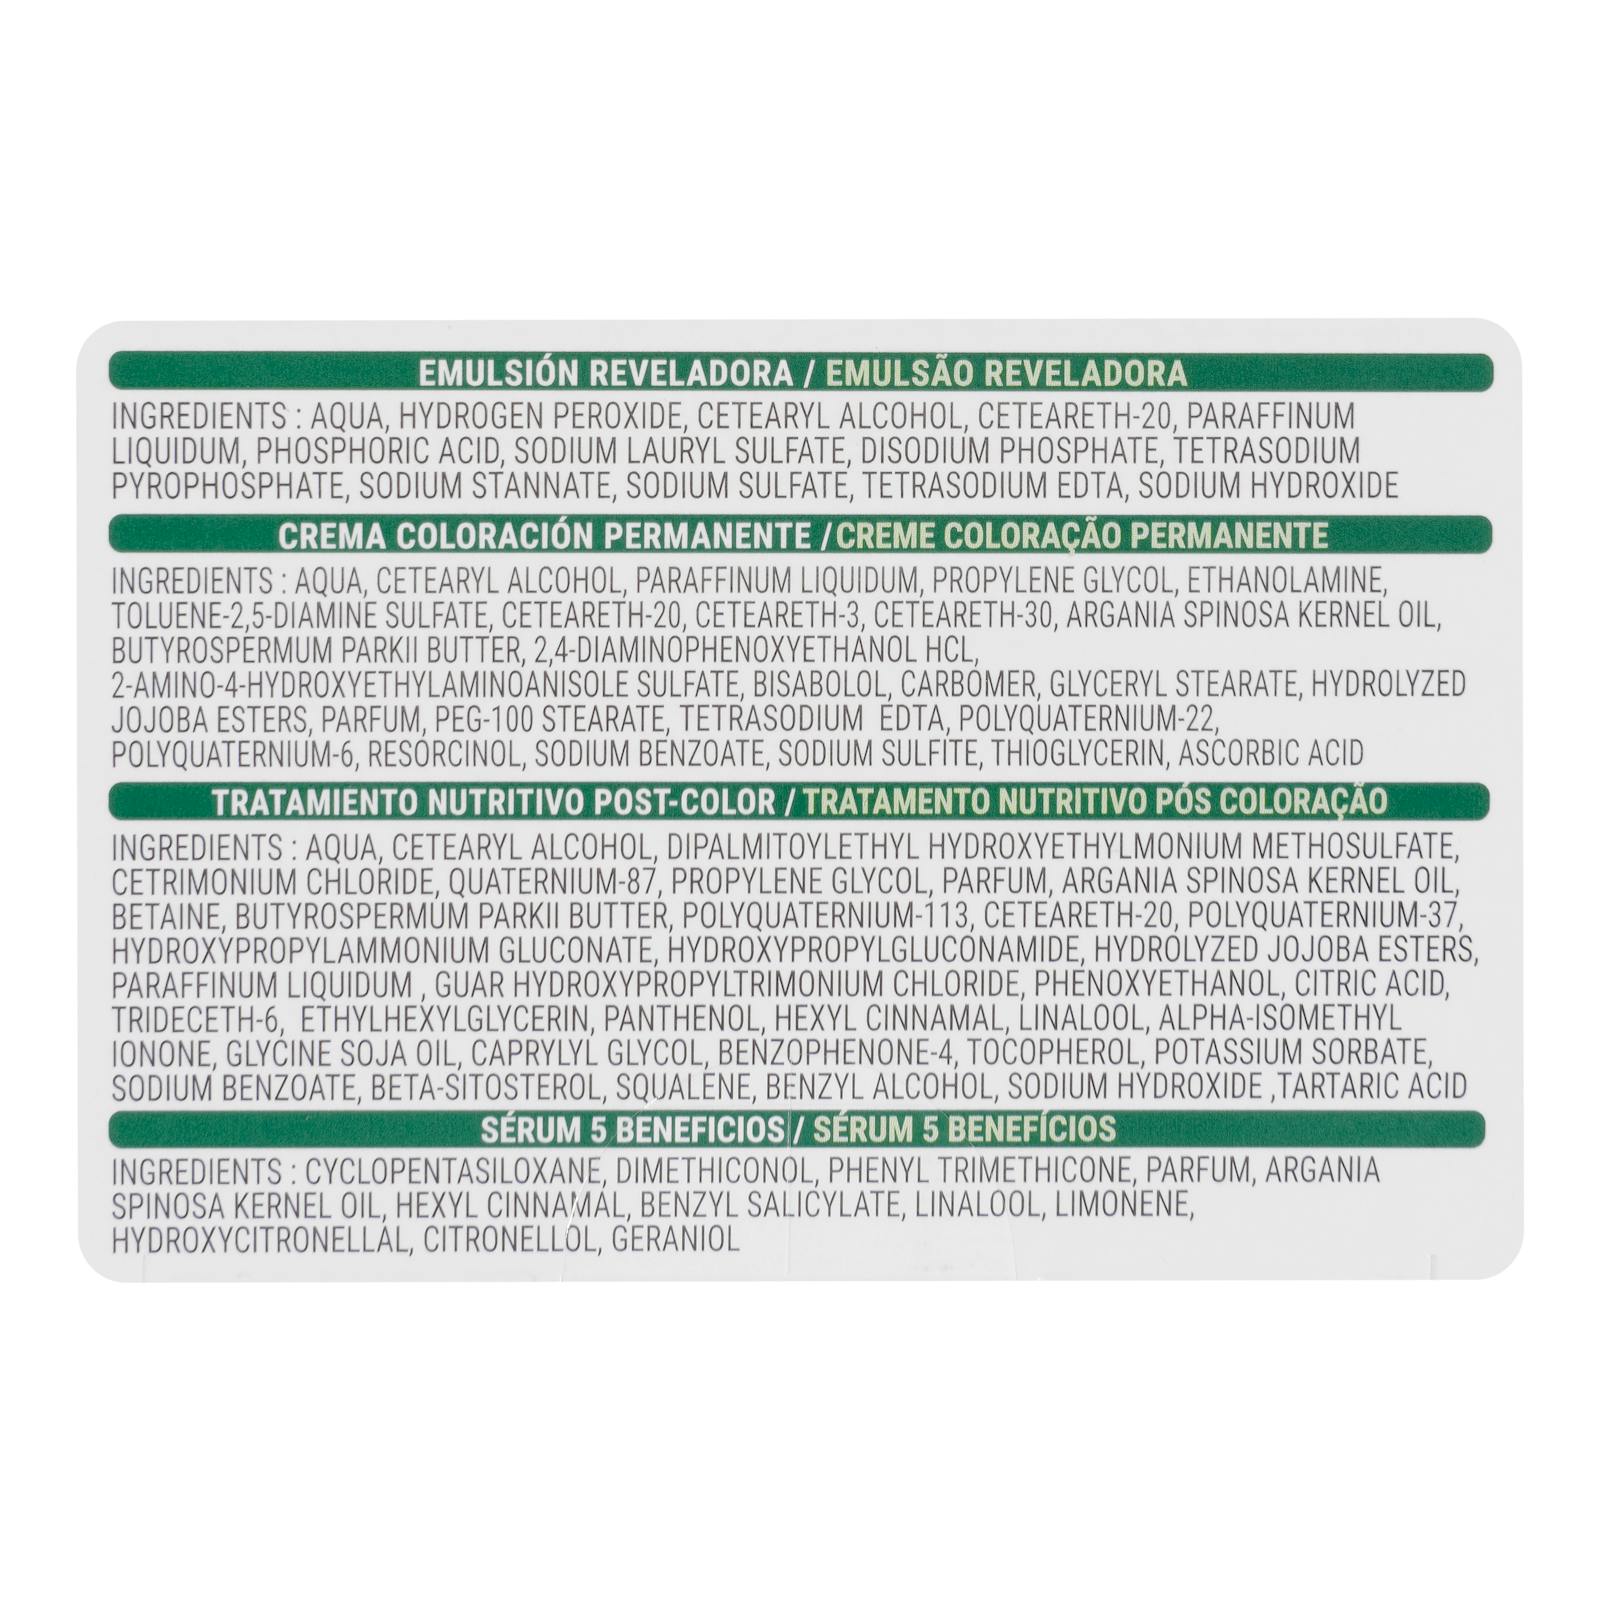 EMULSIÓN REVELADORA / EMULSÃO REVELADORA
INGREDIENTS : AQUA, HYDROGEN PEROXIDE, CETEARYL ALCOHOL, CETEARETH-20, PARAFFINUM
LIQUIDUM, PHOSPHORIC ACID, SODIUM LAURYL SULFATE, DISODIUM PHOSPHATE, TETRASODIUM
PYROPHOSPHATE, SODIUM STANNATE, SODIUM SULFATE, TETRASODIUM EDTA, SODIUM HYDROXIDE
CREMA COLORACIÓN PERMANENTE / CREME COLORAÇÃO PERMANENTE
INGREDIENTS : AQUA, CETEARYL ALCOHOL, PARAFFINUM LIQUIDUM, PROPYLENE GLYCOL, ETHANOLAMINE,
TOLUENE-2,5-DIAMINE SULFATE, CETEARETH-20, CETEARETH-3, CETEARETH-30, ARGANIA SPINOSA KERNEL OIL,
BUTYROSPERMUM PARKII BUTTER, 2,4-DIAMINOPHENOXYETHANOL HCL,
2-AMINO-4-HYDROXYETHYLAMINOANISOLE SULFATE, BISABOLOL, CARBOMER, GLYCERYL STEARATE, HYDROLYZED
JOJOBA ESTERS, PARFUM, PEG-100 STEARATE, TETRASODIUM EDTA, POLYQUATERNIUM-22,
POLYQUATERNIUM-6, RESORCINOL, SODIUM BENZOATE, SODIUM SULFITE, THIOGLYCERIN, ASCORBIC ACID
TRATAMIENTO NUTRITIVO POST-COLOR / TRATAMENTO NUTRITIVO PÓS COLORAÇÃO
INGREDIENTS : AQUA, CETEARYL ALCOHOL, DIPALMITOYLETHYL HYDROXYETHYLMONIUM METHOSULFATE,
CETRIMONIUM CHLORIDE, QUATERNIUM-87, PROPYLENE GLYCOL, PARFUM, ARGANIA SPINOSA KERNEL OIL,
BETAINE, BUTYROSPERMUM PARKII BUTTER, POLYQUATERNIUM-113, CETEARETH-20, POLYQUATERNIUM-37,
HYDROXYPROPYLAMMONIUM GLUCONATE, HYDROXYPROPYLGLUCONAMIDE, HYDROLYZED JOJOBA ESTERS,
PARAFFINUM LIQUIDUM , GUAR HYDROXYPROPYLTRIMONIUM CHLORIDE, PHENOXYETHANOL, CITRIC ACID,
TRIDECETH-6, ETHYLHEXYLGLYCERIN, PANTHENOL, HEXYL CINNAMAL, LINALOOL, ALPHA-ISOMETHYL
IONONE, GLYCINE SOJA OIL, CAPRYLYL GLYCOL, BENZOPHENONE-4, TOCOPHEROL, POTASSIUM SORBATE,
SODIUM BENZOATE, BETA-SITOSTEROL, SQUALENE, BENZYL ALCOHOL, SODIUM HYDROXIDE ,TARTARIC ACID
SÉRUM 5 BENEFICIOS / SÉRUM 5 BENEFÍCIOS
INGREDIENTS : CYCLOPENTASILOXANE, DIMETHICONOL, PHENYL TRIMETHICONE, PARFUM, ARGANIA
SPINOSA KERNEL OIL, HEXYL CINNAMAL, BENZYL SALICYLATE, LINALOOL, LIMONENE,
HYDROXYCITRONELLAL, CITRONELLOL, GERANIOL